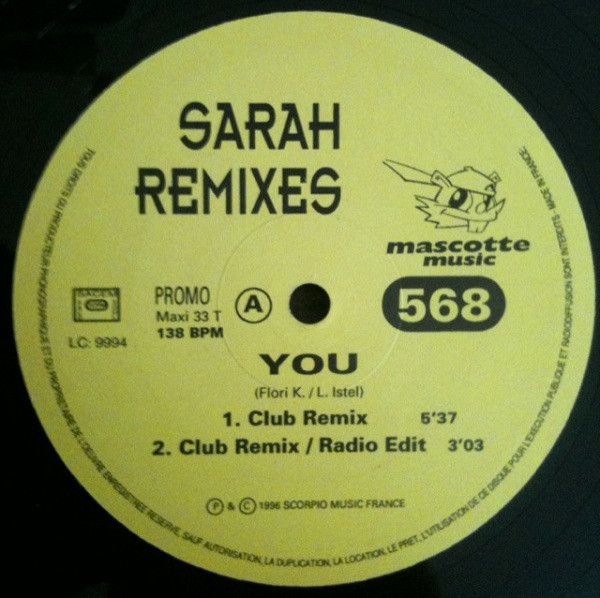 SARAH
REMIXES
mascotte
music
568
SACEM
LC: 9994
PROMO
Maxi 33 T
138 BPM
A
YOU
(Flori K. / L. Istel)
1. Club Remix 5'37
2. Club Remix / Radio Edit 3'03
P & C 1996 SCORPIO MUSIC FRANCE
TOUS DROITS DU PRODUCTEUR PHONOGRAPHIQUE ET DU PROPRIETAIRE DE L'OEUVRE ENREGISTREE RESERVE, SAUF AUTORISATION, LA DUPLICATION, LA LOCATION, LE PRET, L'UTILISATION DE CE DISQUE POUR L'EXECUTION PUBLIQUE ET RADIODIFFUSION SONT INTERDITS - MADE IN FRANCE.